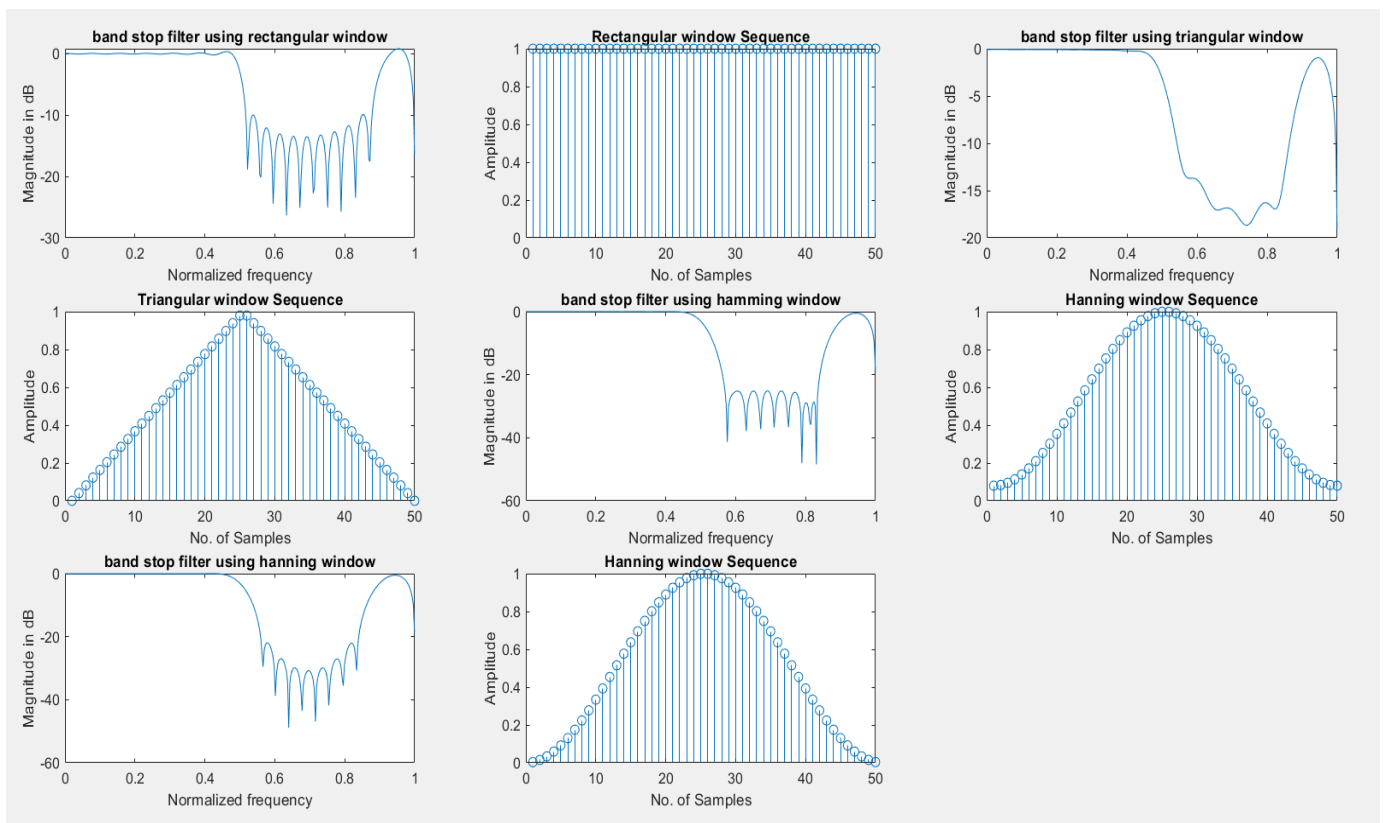 band stop filter using rectangular window
Magnitude in dB
0
-10
-20
-30
0 0.2 0.4 0.6 0.8 1
Normalized frequency
Rectangular window Sequence
Amplitude
1
0.8
0.6
0.4
0.2
0
0 10 20 30 40 50
No. of Samples
band stop filter using triangular window
Magnitude in dB
0
-5
-10
-15
-20
0 0.2 0.4 0.6 0.8 1
Normalized frequency
Triangular window Sequence
Amplitude
1
0.8
0.6
0.4
0.2
0
0 10 20 30 40 50
No. of Samples
band stop filter using hamming window
Magnitude in dB
0
-20
-40
-60
0 0.2 0.4 0.6 0.8 1
Normalized frequency
Hanning window Sequence
Amplitude
1
0.8
0.6
0.4
0.2
0
0 10 20 30 40 50
No. of Samples
band stop filter using hanning window
Magnitude in dB
0
-20
-40
-60
0 0.2 0.4 0.6 0.8 1
Normalized frequency
Hanning window Sequence
Amplitude
1
0.8
0.6
0.4
0.2
0
0 10 20 30 40 50
No. of Samples